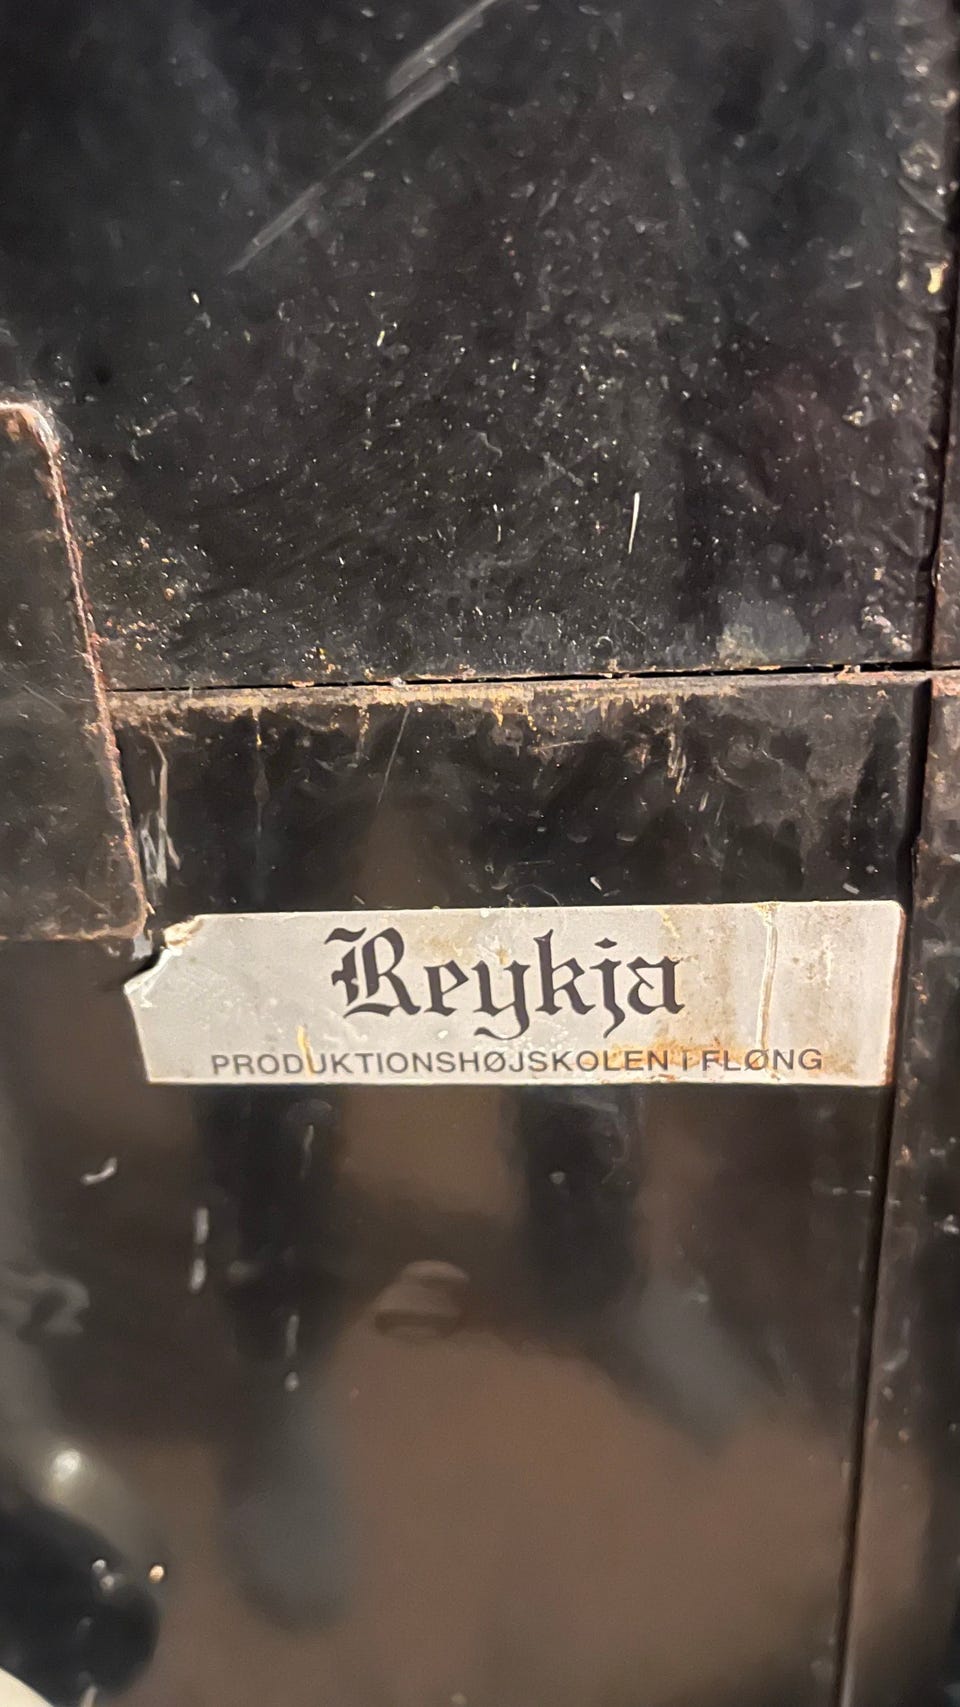 Reykja
PRODUKTIONSHØJSKOLEN I FLØNG